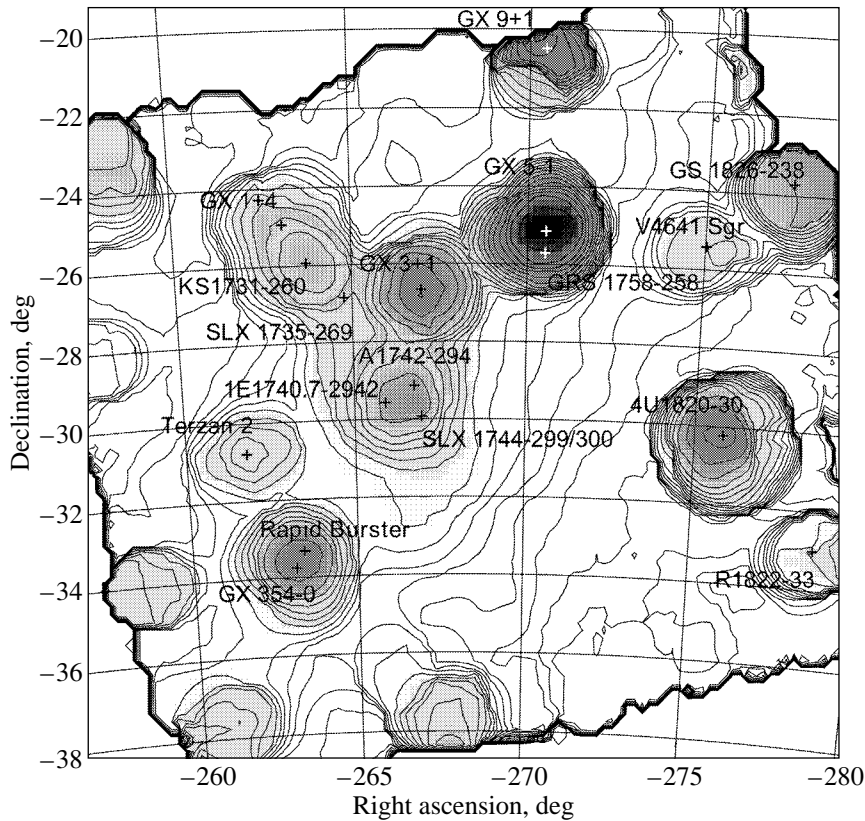 GX 9+1
−20
−22
GX 5-1
GS 1826-238
−24
GX 1+4
V4641 Sgr
GX 3+1
−26
KS1731-260
GRS 1758-258
SLX 1735-269
−28
A1742-294
1E1740.7-2942
4U1820-30
Terzan 2
−30
SLX 1744-299/300
−32
Rapid Burster
−34
GX 354-0
R1822-33
−36
−38
−260
−265
−270
−275
−280
Right ascension, deg
Declination, deg